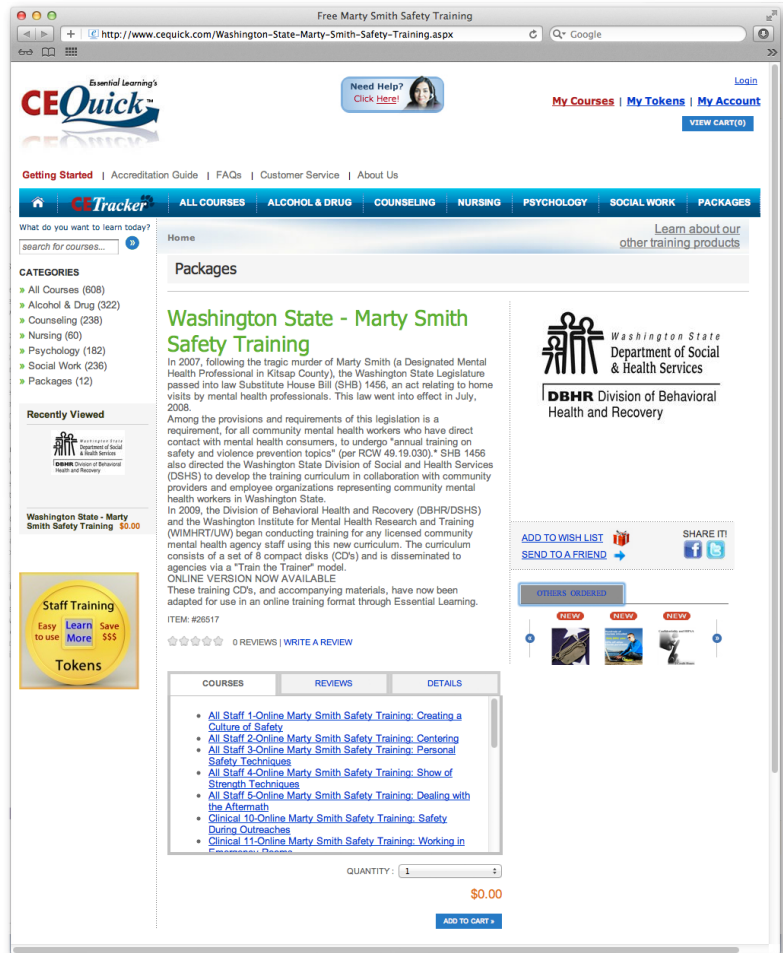 Free Marty Smith Safety Training
http://www.cequick.com/Washington-State-Marty-Smith-Safety-Training.aspx
Google
Essential Learning's
CEQuick™
Need Help?
Click Here!
Login
My Courses | My Tokens | My Account
VIEW CART(0)
Getting Started | Accreditation Guide | FAQs | Customer Service | About Us
CETracker
ALL COURSES
ALCOHOL & DRUG
COUNSELING
NURSING
PSYCHOLOGY
SOCIAL WORK
PACKAGES
What do you want to learn today?
search for courses...
CATEGORIES
» All Courses (608)
» Alcohol & Drug (322)
» Counseling (238)
» Nursing (60)
» Psychology (182)
» Social Work (236)
» Packages (12)
Recently Viewed
Washington State
Department of Social
& Health Services
DBHR Division of Behavioral
Health and Recovery
Washington State - Marty
Smith Safety Training $0.00
Staff Training
Easy to use
Learn More
Save $$$
Tokens
Home
Learn about our
other training products
Packages
Washington State - Marty Smith
Safety Training
In 2007, following the tragic murder of Marty Smith (a Designated Mental
Health Professional in Kitsap County), the Washington State Legislature
passed into law Substitute House Bill (SHB) 1456, an act relating to home
visits by mental health professionals. This law went into effect in July,
2008.
Among the provisions and requirements of this legislation is a
requirement, for all community mental health workers who have direct
contact with mental health consumers, to undergo "annual training on
safety and violence prevention topics" (per RCW 49.19.030).* SHB 1456
also directed the Washington State Division of Social and Health Services
(DSHS) to develop the training curriculum in collaboration with community
providers and employee organizations representing community mental
health workers in Washington State.
In 2009, the Division of Behavioral Health and Recovery (DBHR/DSHS)
and the Washington Institute for Mental Health Research and Training
(WIMHRT/UW) began conducting training for any licensed community
mental health agency staff using this new curriculum. The curriculum
consists of a set of 8 compact disks (CD's) and is disseminated to
agencies via a "Train the Trainer" model.
ONLINE VERSION NOW AVAILABLE
These training CD's, and accompanying materials, have now been
adapted for use in an online training format through Essential Learning.
ITEM: #26517
0 REVIEWS | WRITE A REVIEW
COURSES
REVIEWS
DETAILS
All Staff 1-Online Marty Smith Safety Training: Creating a
Culture of Safety
All Staff 2-Online Marty Smith Safety Training: Centering
All Staff 3-Online Marty Smith Safety Training: Personal
Safety Techniques
All Staff 4-Online Marty Smith Safety Training: Show of
Strength Techniques
All Staff 5-Online Marty Smith Safety Training: Dealing with
the Aftermath
Clinical 10-Online Marty Smith Safety Training: Safety
During Outreaches
Clinical 11-Online Marty Smith Safety Training: Working in
Emergency Rooms
QUANTITY : 1
$0.00
ADD TO CART »
Washington State
Department of Social
& Health Services
DBHR Division of Behavioral
Health and Recovery
ADD TO WISH LIST
SEND TO A FRIEND
SHARE IT!
OTHERS ORDERED
NEW
NEW
NEW